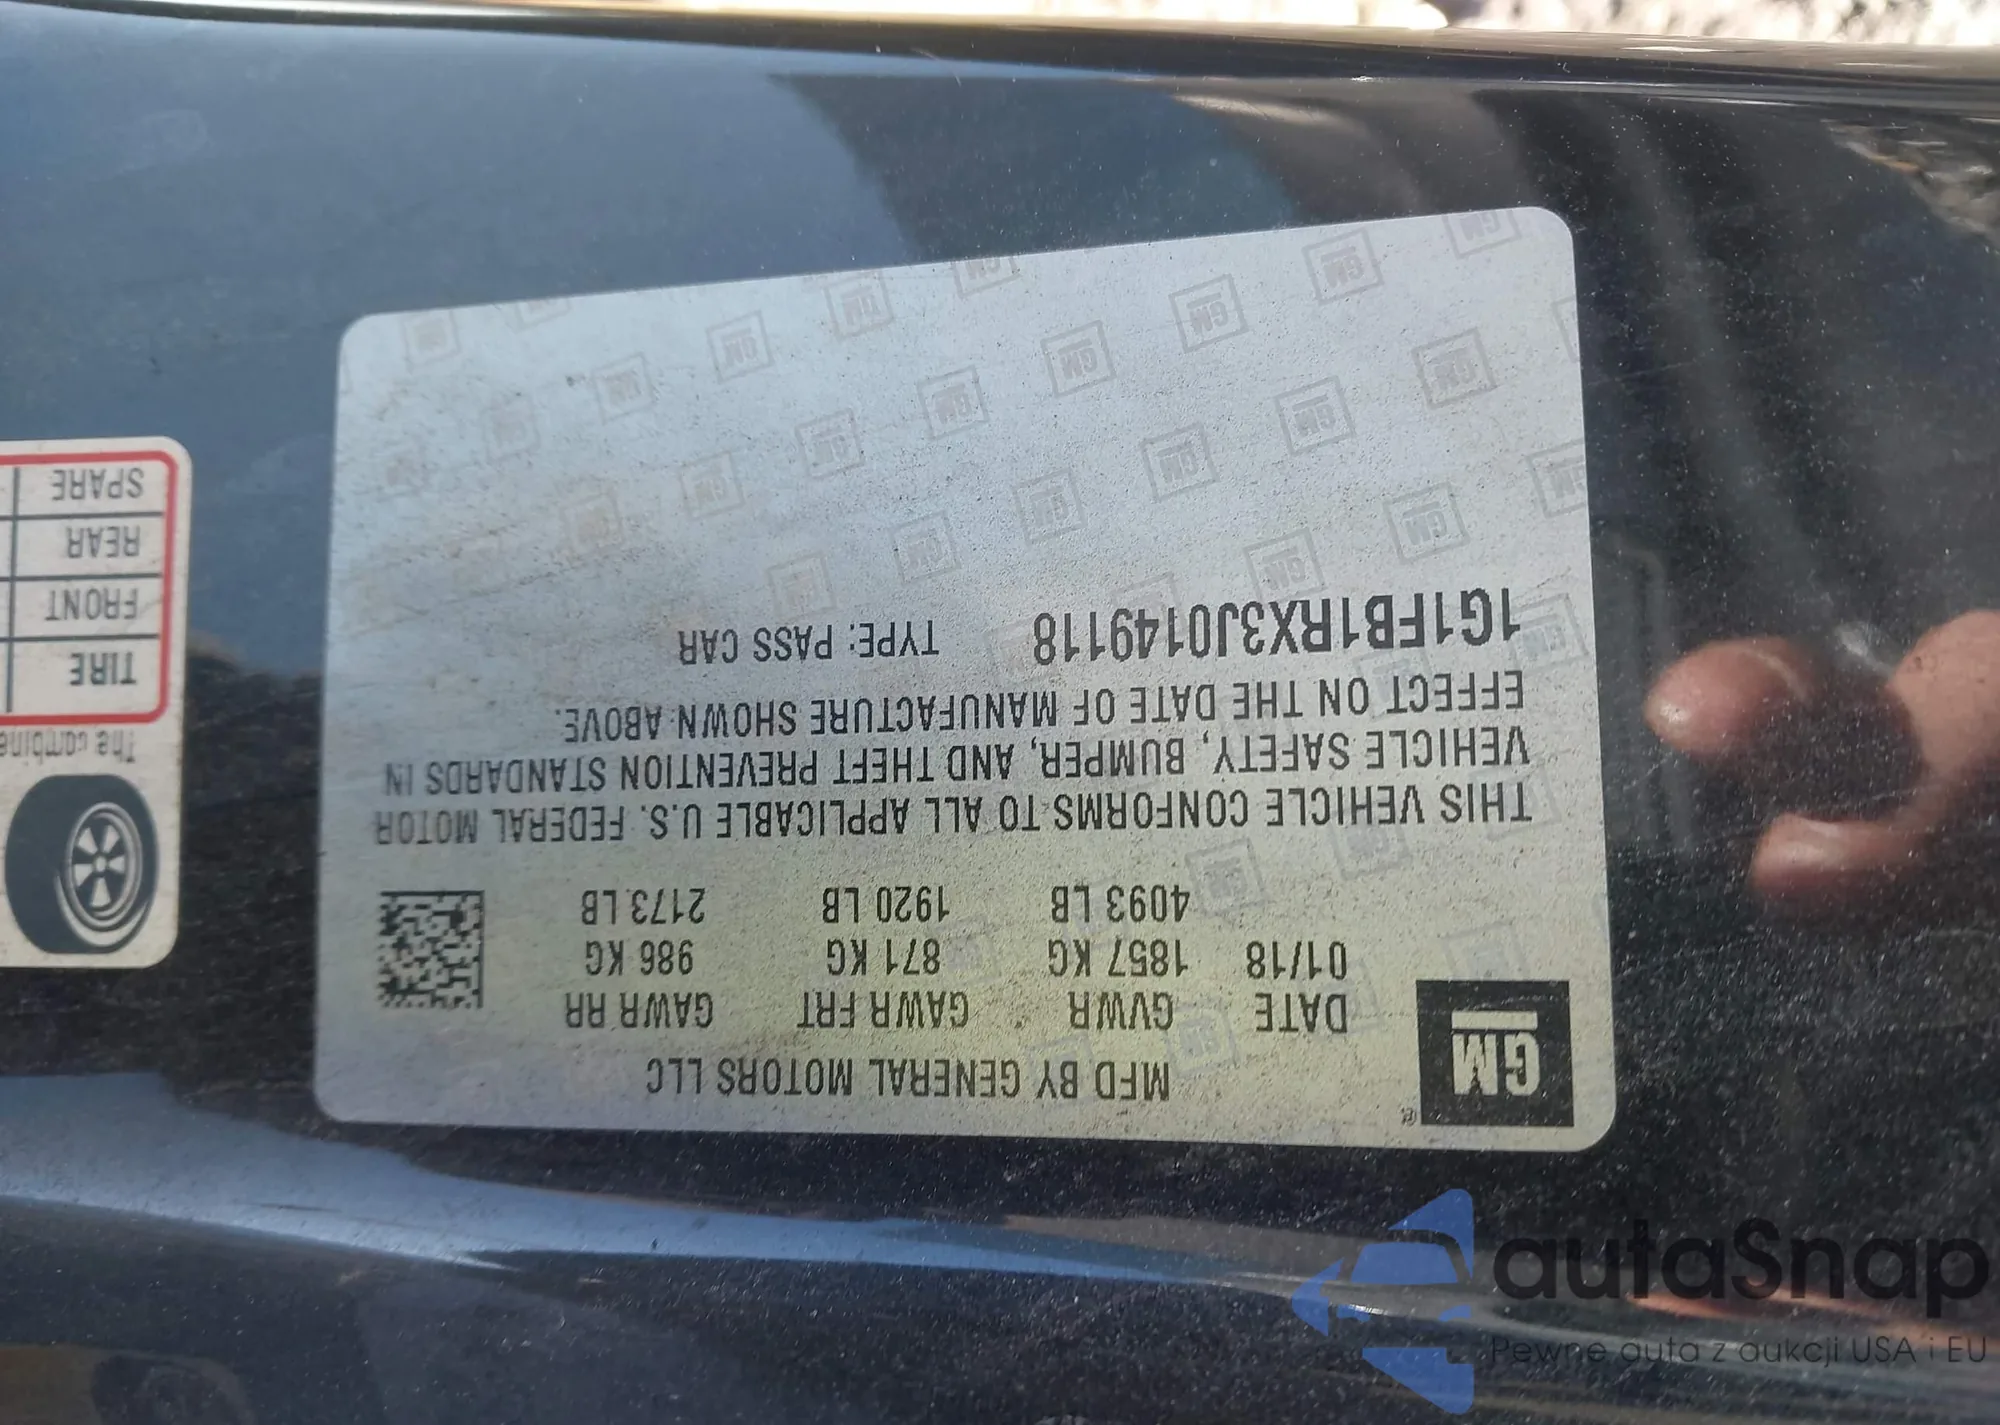 GM
®
MFD BY GENERAL MOTORS LLC
DATE GVWR GAWR FRT GAWR RR
01/18 1857 KG 871 KG 986 KG
4093 LB 1920 LB 2173 LB
THIS VEHICLE CONFORMS TO ALL APPLICABLE U.S. FEDERAL MOTOR
VEHICLE SAFETY, BUMPER, AND THEFT PREVENTION STANDARDS IN
EFFECT ON THE DATE OF MANUFACTURE SHOWN ABOVE.
1G1FB1RX3J0149118 TYPE: PASS CAR
The combine
TIRE
FRONT
REAR
SPARE
autaSnap
Pewne auta z aukcji USA i EU